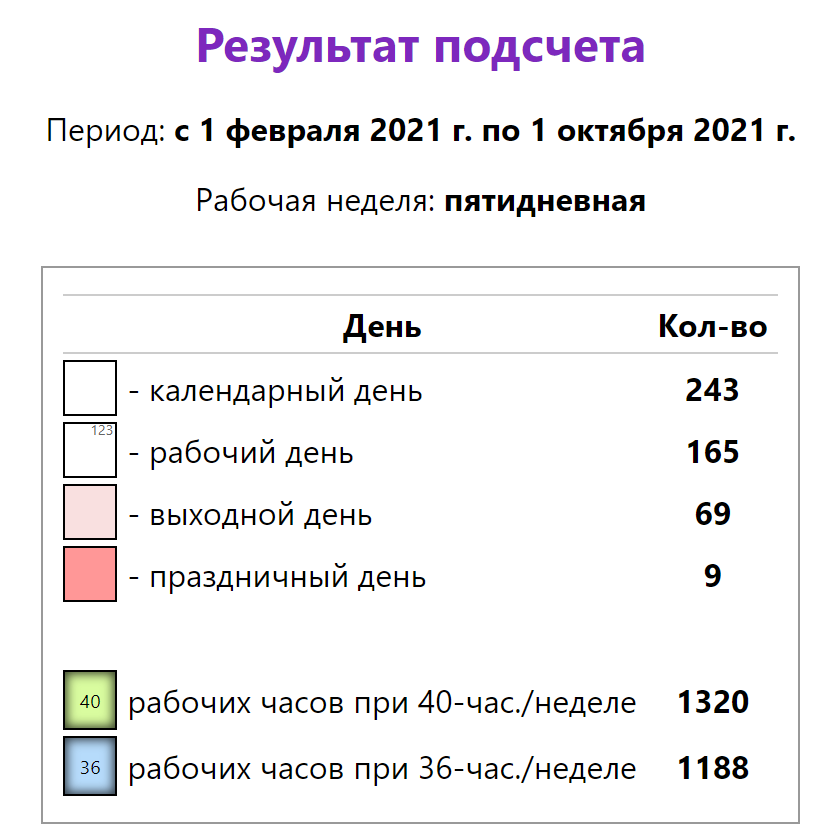 Результат подсчета
Период: с 1 февраля 2021 г. по 1 октября 2021 г.
Рабочая неделя: пятидневная
День Кол-во
- календарный день 243
123 - рабочий день 165
- выходной день 69
- праздничный день 9
40 рабочих часов при 40-час./неделе 1320
36 рабочих часов при 36-час./неделе 1188